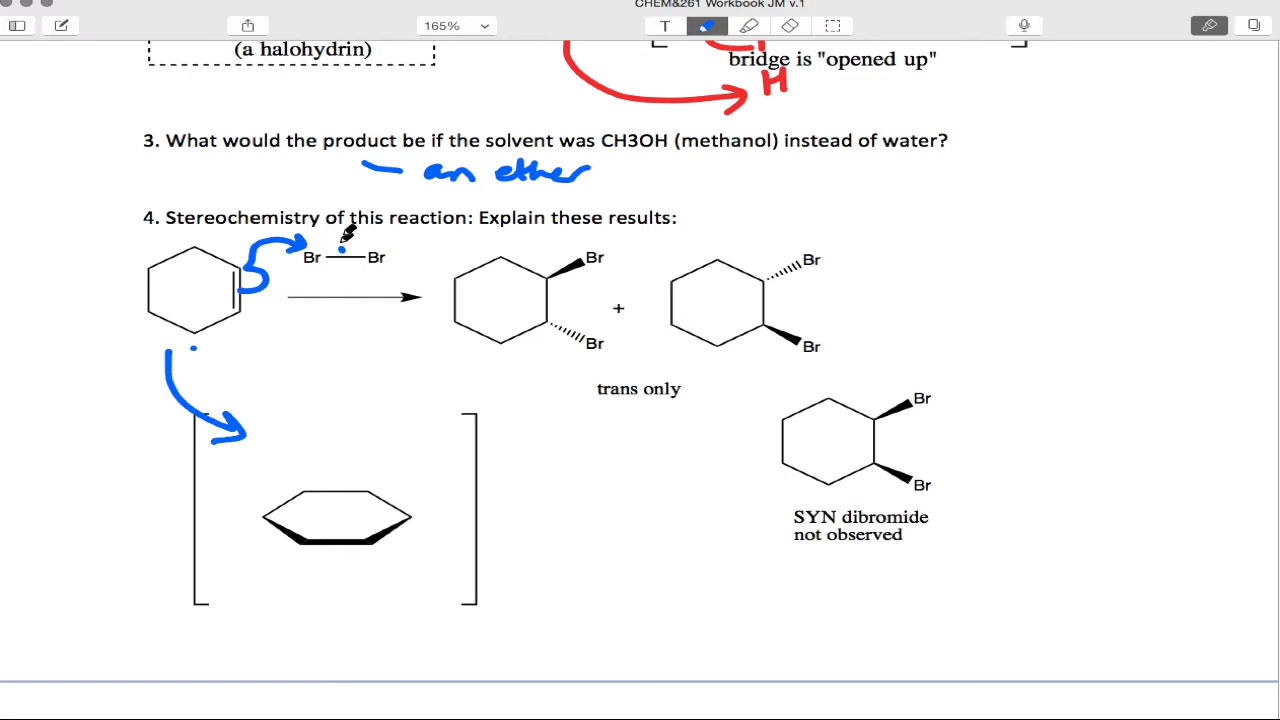 CHEM&261 Workbook JM v.1
165%
T
(a halohydrin)
bridge is "opened up"
H
3. What would the product be if the solvent was CH3OH (methanol) instead of water?
– an ether
4. Stereochemistry of this reaction: Explain these results:
Br Br
Br
Br
+
Br
Br
trans only
Br
Br
SYN dibromide
not observed